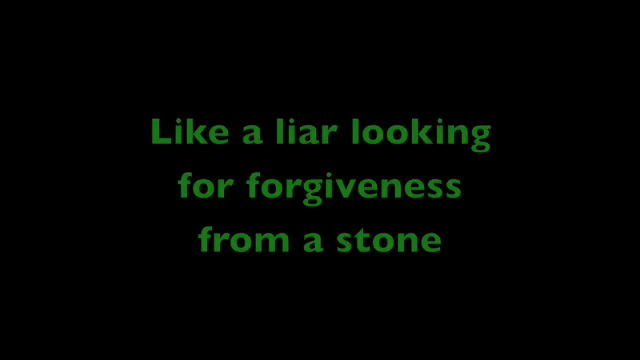 Like a liar looking
for forgiveness
from a stone